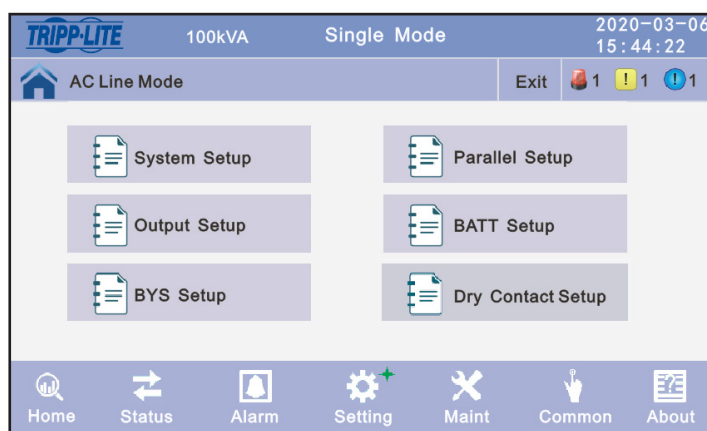 TRIPP·LITE 100kVA Single Mode 2020-03-06
15:44:22
AC Line Mode Exit 1 ! 1 ! 1
System Setup Parallel Setup
Output Setup BATT Setup
BYS Setup Dry Contact Setup
Home Status Alarm Setting Maint Common About